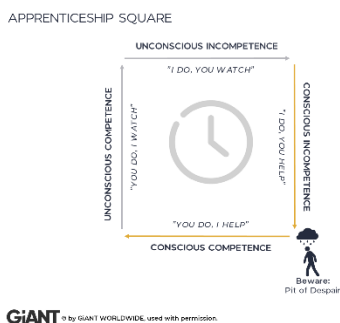 APPRENTICESHIP SQUARE
UNCONSCIOUS INCOMPETENCE
"I DO, YOU WATCH"
CONSCIOUS INCOMPETENCE
"I DO, YOU HELP"
UNCONSCIOUS COMPETENCE
"YOU DO, I WATCH"
"YOU DO, I HELP"
CONSCIOUS COMPETENCE
Beware:
Pit of Despair
GiANT © by GiANT WORLDWIDE, used with permission.